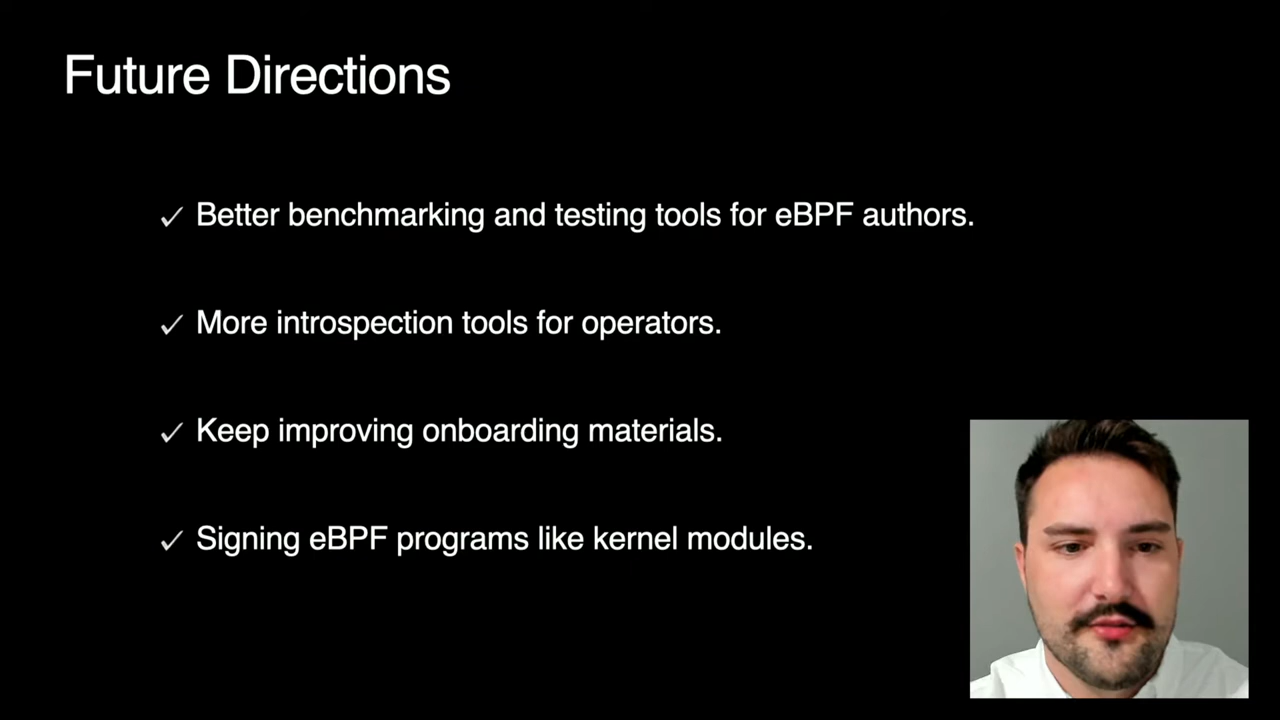 Future Directions
✓ Better benchmarking and testing tools for eBPF authors.
✓ More introspection tools for operators.
✓ Keep improving onboarding materials.
✓ Signing eBPF programs like kernel modules.